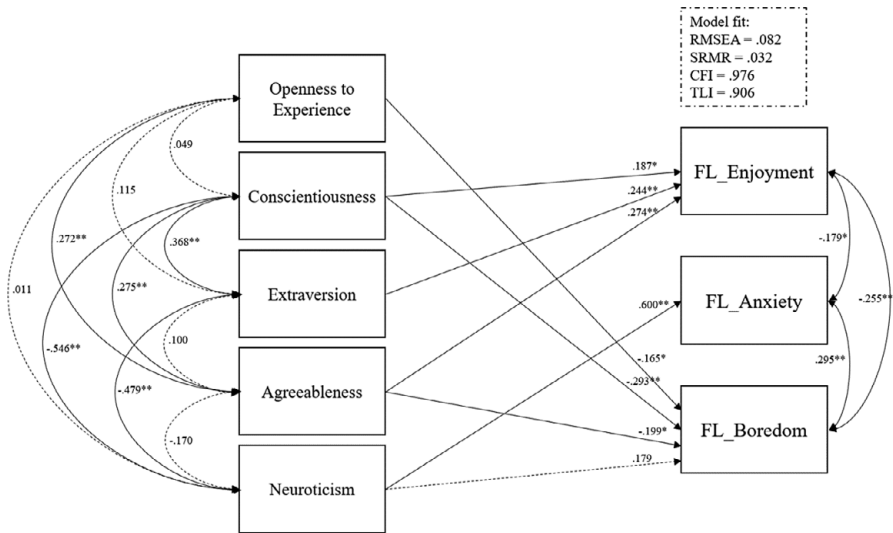 Model fit:
RMSEA = .082
SRMR = .032
CFI = .976
TLI = .906
Openness to
Experience
Conscientiousness
Extraversion
Agreeableness
Neuroticism
.049
.115
.272**
.368**
.011
.275**
.100
-.546**
-.479**
-.170
.187*
.244**
.274**
.600**
-.165*
-.293**
-.199*
.179
FL_Enjoyment
FL_Anxiety
FL_Boredom
-.179*
-.255**
.295**